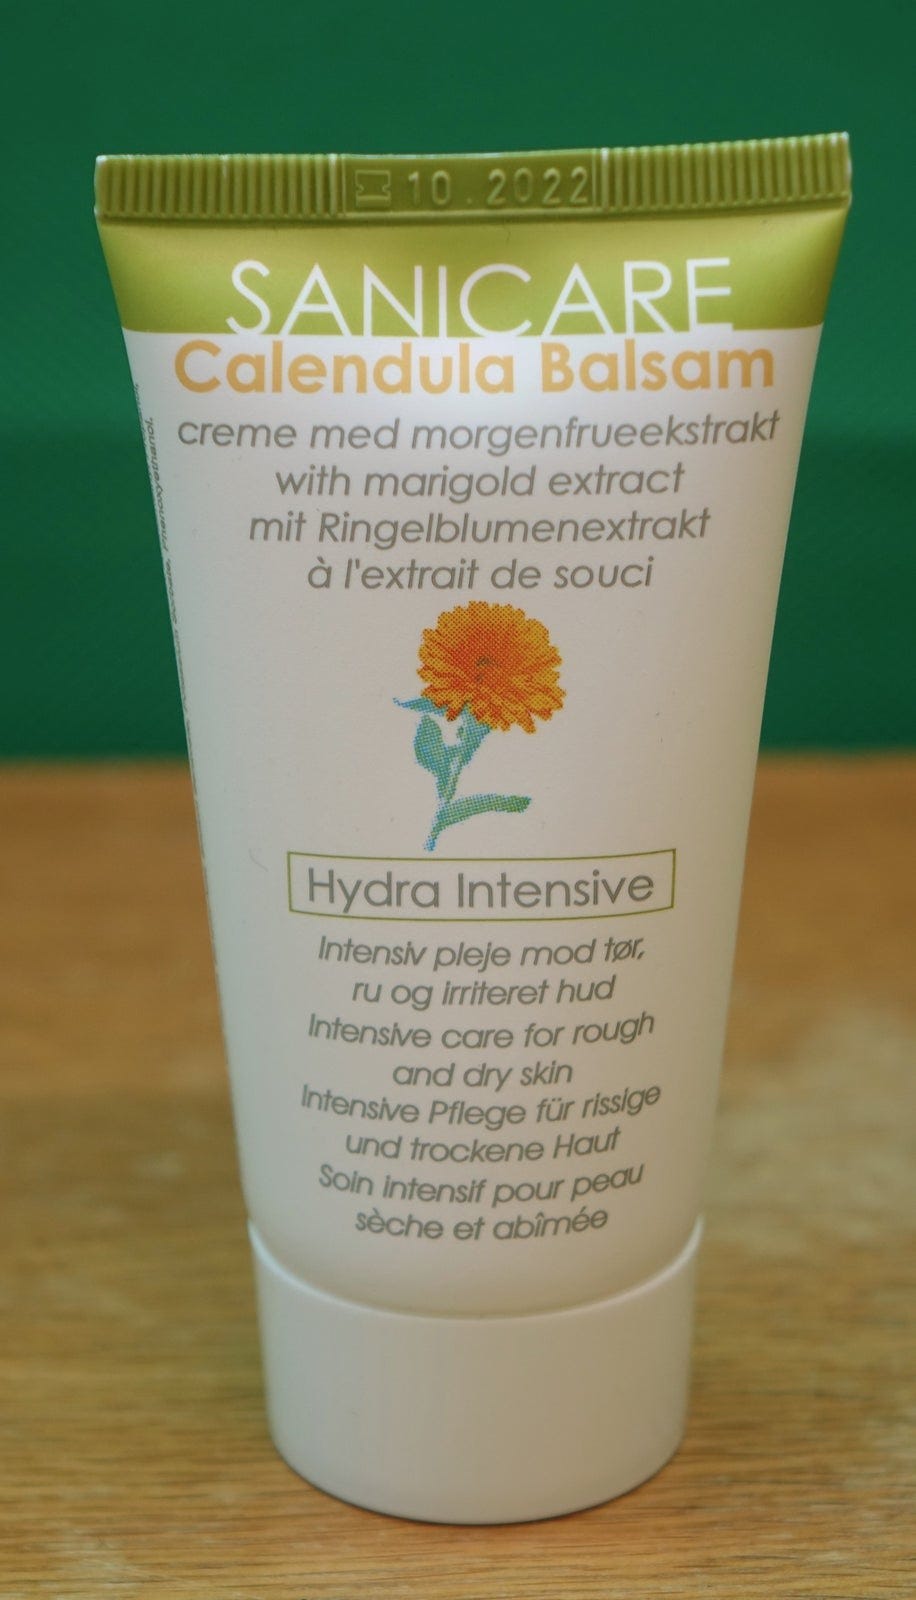 10.2022
SANICARE
Calendula Balsam
creme med morgenfrueekstrakt
with marigold extract
mit Ringelblumenextrakt
à l'extrait de souci
Hydra Intensive
Intensiv pleje mod tør,
ru og irriteret hud
Intensive care for rough
and dry skin
Intensive Pflege für rissige
und trockene Haut
Soin intensif pour peau
sèche et abîmée
Phenoxyethanol.